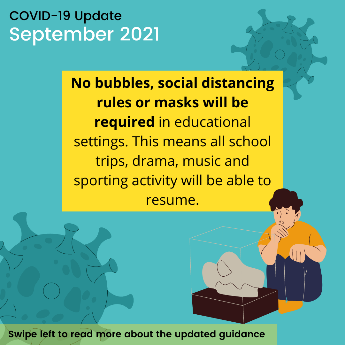 COVID-19 Update
September 2021
No bubbles, social distancing
rules or masks will be
required in educational
settings. This means all school
trips, drama, music and
sporting activity will be able to
resume.
Swipe left to read more about the updated guidance